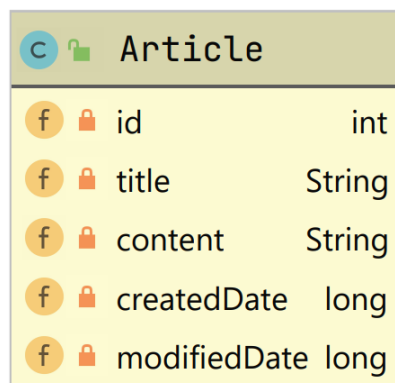 C Article
f id int
f title String
f content String
f createdDate long
f modifiedDate long